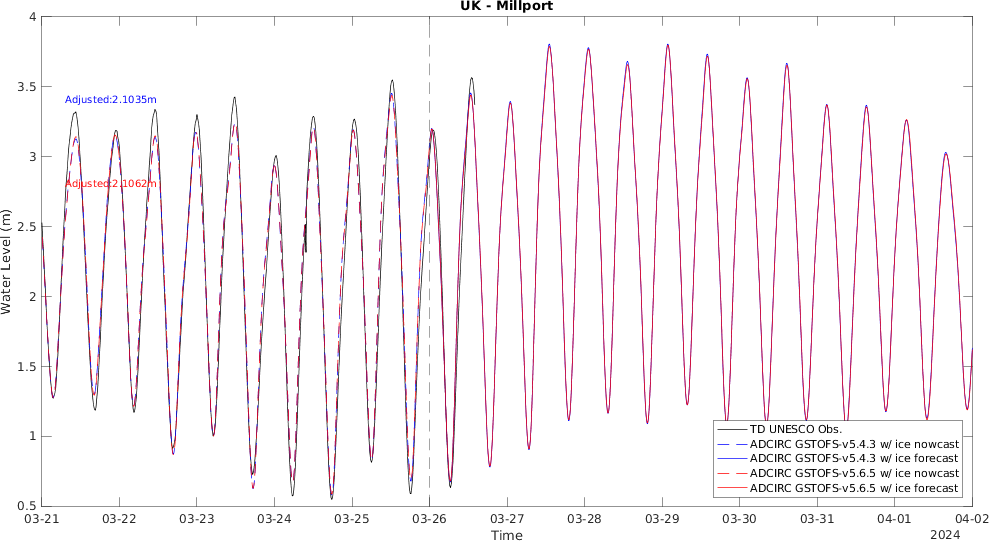 UK - Millport
4
3.5
3
2.5
2
1.5
1
0.5
Water Level (m)
Adjusted:2.1035m
Adjusted:2.1062m
TD UNESCO Obs.
ADCIRC GSTOFS-v5.4.3 w/ ice nowcast
ADCIRC GSTOFS-v5.4.3 w/ ice forecast
ADCIRC GSTOFS-v5.6.5 w/ ice nowcast
ADCIRC GSTOFS-v5.6.5 w/ ice forecast
03-21 03-22 03-23 03-24 03-25 03-26 03-27 03-28 03-29 03-30 03-31 04-01 04-02
Time
2024